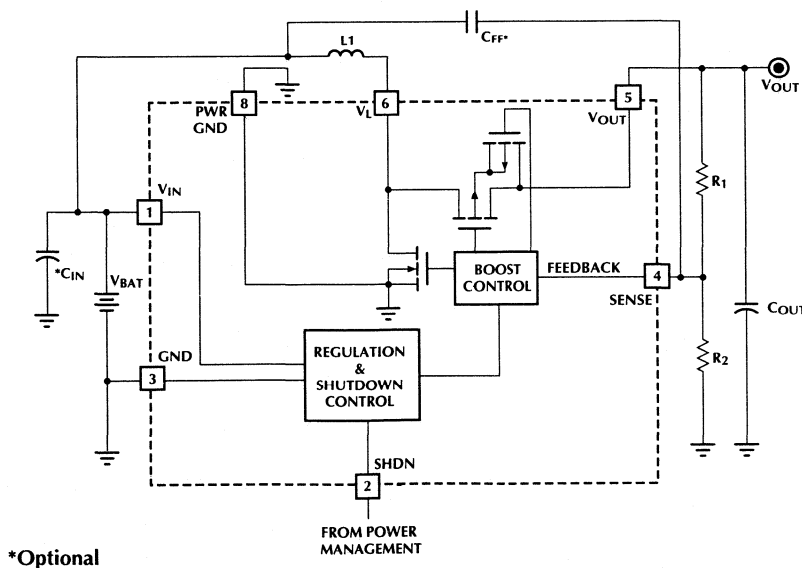 CFF*
L1
8
6
5
VOUT
PWR
GND
VL
VOUT
R1
VIN
1
*CIN
VBAT
BOOST
CONTROL
FEEDBACK
4
SENSE
COUT
GND
3
REGULATION
&
SHUTDOWN
CONTROL
R2
SHDN
2
FROM POWER
MANAGEMENT
*Optional